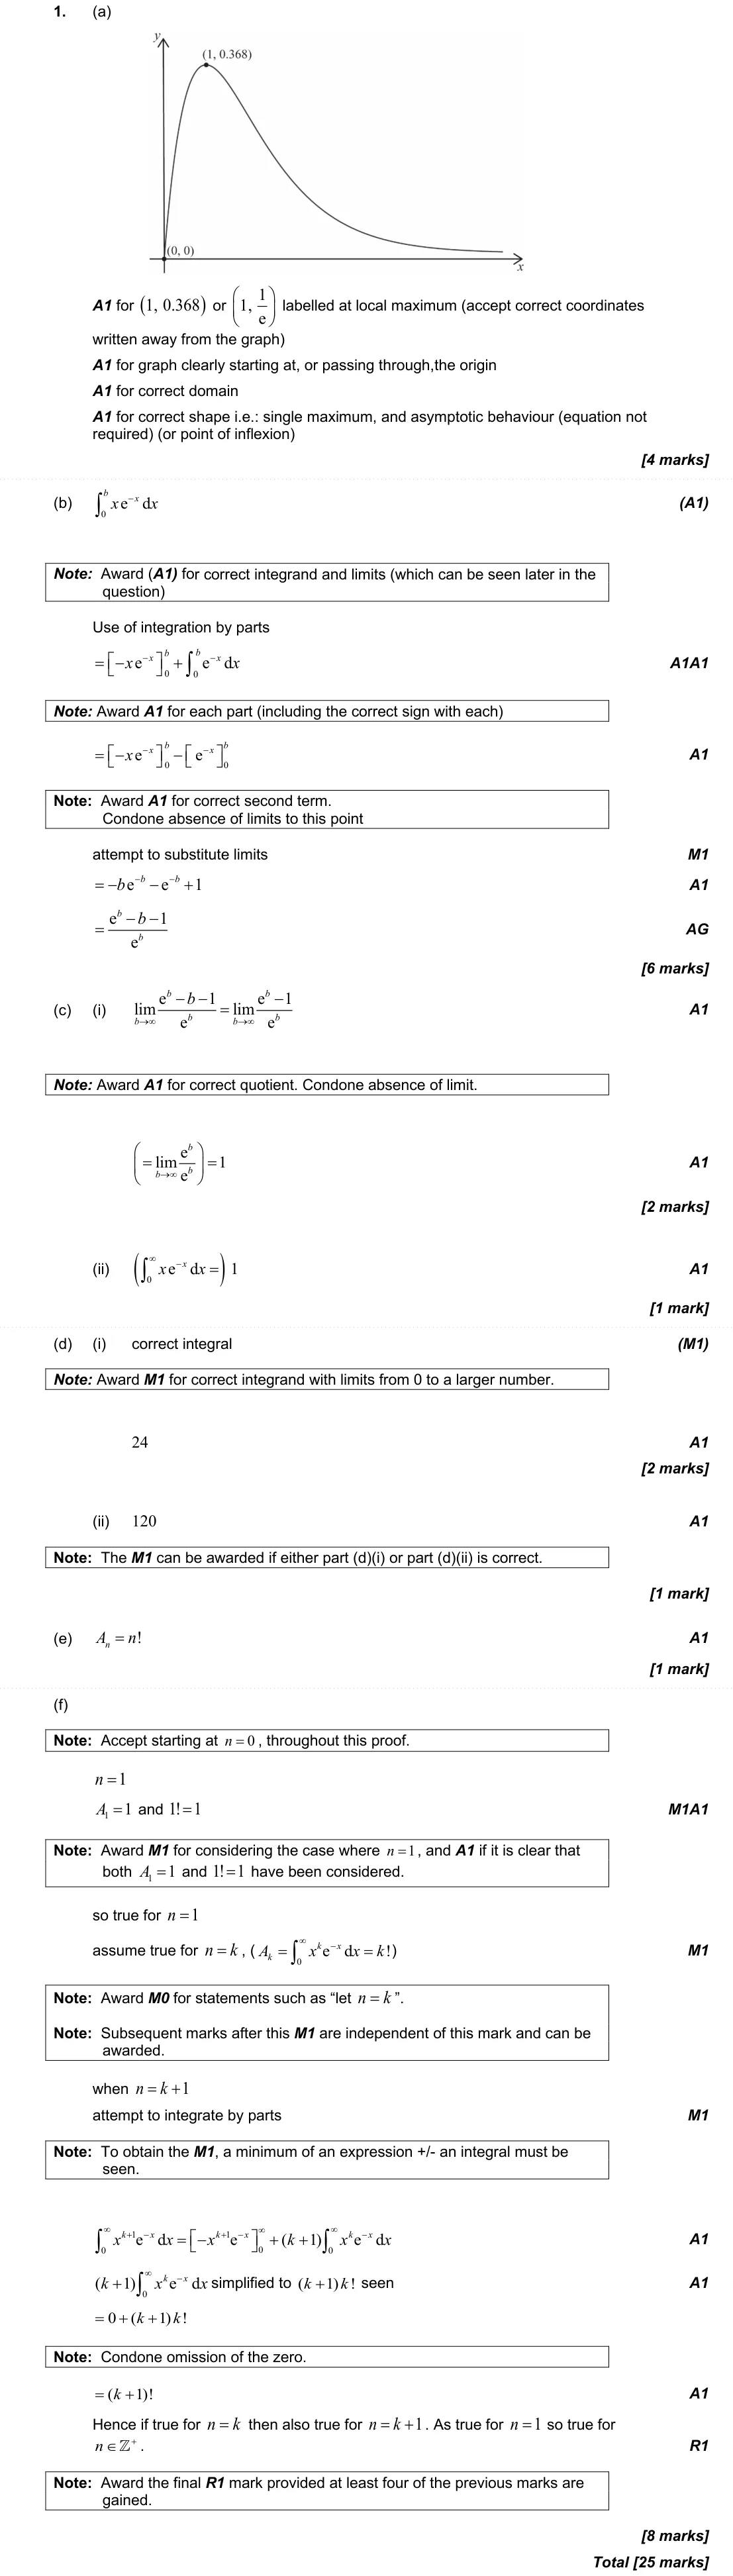 1. (a)
y
(1, 0.368)
(0, 0)
x
A1 for (1, 0.368) or (1, 1/e) labelled at local maximum (accept correct coordinates
written away from the graph)
A1 for graph clearly starting at, or passing through,the origin
A1 for correct domain
A1 for correct shape i.e.: single maximum, and asymptotic behaviour (equation not
required) (or point of inflexion)
[4 marks]
(b) ∫₀ᵇ xe⁻ˣ dx (A1)
Note: Award (A1) for correct integrand and limits (which can be seen later in the
question)
Use of integration by parts
= [−xe⁻ˣ]₀ᵇ + ∫₀ᵇ e⁻ˣ dx A1A1
Note: Award A1 for each part (including the correct sign with each)
= [−xe⁻ˣ]₀ᵇ − [e⁻ˣ]₀ᵇ A1
Note: Award A1 for correct second term.
Condone absence of limits to this point
attempt to substitute limits M1
= −be⁻ᵇ − e⁻ᵇ + 1 A1
= (eᵇ − b − 1)/eᵇ AG
[6 marks]
(c) (i) lim b→∞ (eᵇ − b − 1)/eᵇ = lim b→∞ (eᵇ − 1)/eᵇ A1
Note: Award A1 for correct quotient. Condone absence of limit.
(= lim b→∞ eᵇ/eᵇ) = 1 A1
[2 marks]
(ii) (∫₀^∞ xe⁻ˣ dx =) 1 A1
[1 mark]
(d) (i) correct integral (M1)
Note: Award M1 for correct integrand with limits from 0 to a larger number.
24 A1
[2 marks]
(ii) 120 A1
Note: The M1 can be awarded if either part (d)(i) or part (d)(ii) is correct.
[1 mark]
(e) Aₙ = n! A1
[1 mark]
(f)
Note: Accept starting at n = 0, throughout this proof.
n = 1
A₁ = 1 and 1! = 1 M1A1
Note: Award M1 for considering the case where n = 1, and A1 if it is clear that
both A₁ = 1 and 1! = 1 have been considered.
so true for n = 1
assume true for n = k, (Aₖ = ∫₀^∞ xᵏe⁻ˣ dx = k!) M1
Note: Award M0 for statements such as “let n = k”.
Note: Subsequent marks after this M1 are independent of this mark and can be
awarded.
when n = k + 1
attempt to integrate by parts M1
Note: To obtain the M1, a minimum of an expression +/- an integral must be
seen.
∫₀^∞ xᵏ⁺¹e⁻ˣ dx = [−xᵏ⁺¹e⁻ˣ]₀^∞ + (k + 1)∫₀^∞ xᵏe⁻ˣ dx A1
(k + 1)∫₀^∞ xᵏe⁻ˣ dx simplified to (k + 1)k! seen A1
= 0 + (k + 1)k!
Note: Condone omission of the zero.
= (k + 1)! A1
Hence if true for n = k then also true for n = k + 1. As true for n = 1 so true for
n ∈ ℤ⁺. R1
Note: Award the final R1 mark provided at least four of the previous marks are
gained.
[8 marks]
Total [25 marks]